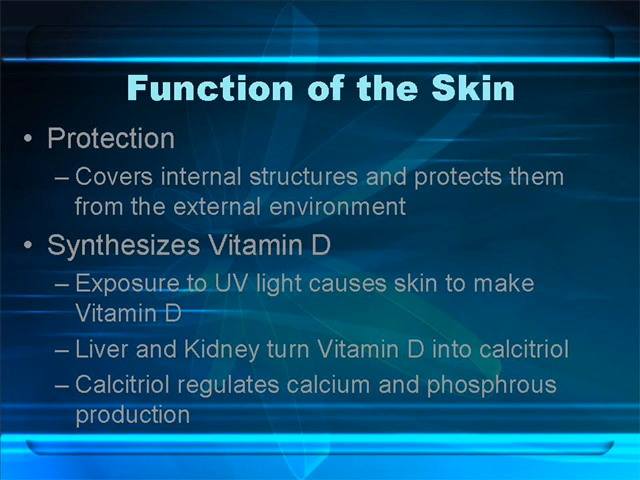 Function of the Skin
• Protection
– Covers internal structures and protects them
from the external environment
• Synthesizes Vitamin D
– Exposure to UV light causes skin to make
Vitamin D
– Liver and Kidney turn Vitamin D into calcitriol
– Calcitriol regulates calcium and phosphrous
production